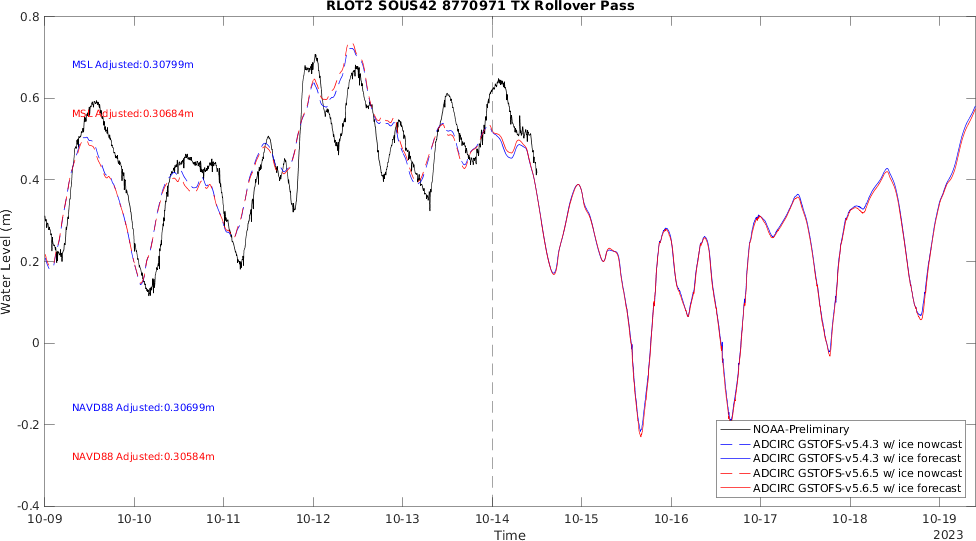 RLOT2 SOUS42 8770971 TX Rollover Pass
0.8
0.6
0.4
0.2
0
-0.2
-0.4
Water Level (m)
MSL Adjusted:0.30799m
MSL Adjusted:0.30684m
NAVD88 Adjusted:0.30699m
NAVD88 Adjusted:0.30584m
NOAA-Preliminary
ADCIRC GSTOFS-v5.4.3 w/ ice nowcast
ADCIRC GSTOFS-v5.4.3 w/ ice forecast
ADCIRC GSTOFS-v5.6.5 w/ ice nowcast
ADCIRC GSTOFS-v5.6.5 w/ ice forecast
10-09 10-10 10-11 10-12 10-13 10-14 10-15 10-16 10-17 10-18 10-19
Time
2023